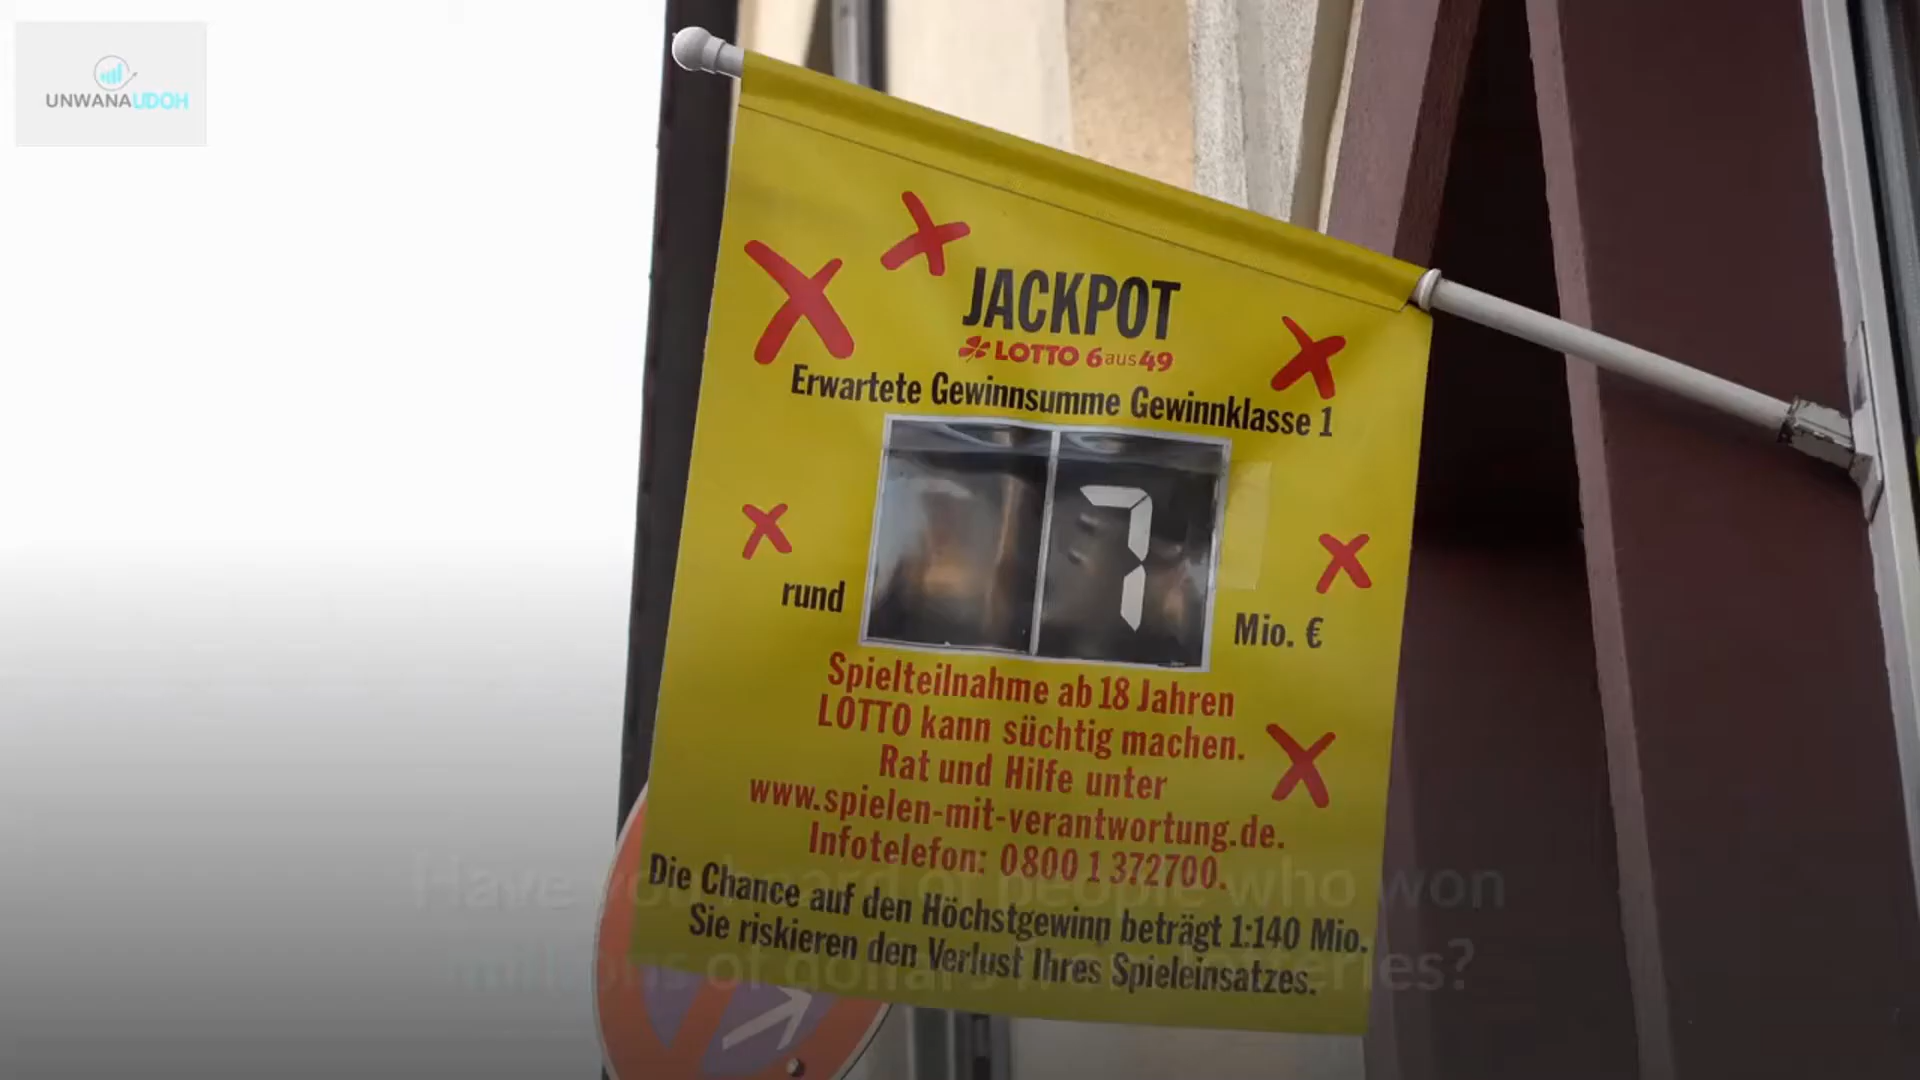 UNWANAUDOH
JACKPOT
LOTTO 6aus49
Erwartete Gewinnsumme Gewinnklasse 1
7
rund
Mio. €
Spielteilnahme ab 18 Jahren
LOTTO kann süchtig machen.
Rat und Hilfe unter
www.spielen-mit-verantwortung.de.
Infotelefon: 0800 1 372700.
Die Chance auf den Höchstgewinn beträgt 1:140 Mio.
Sie riskieren den Verlust Ihres Spieleinsatzes.
Have you heard of people who won
millions of dollars from lotteries?